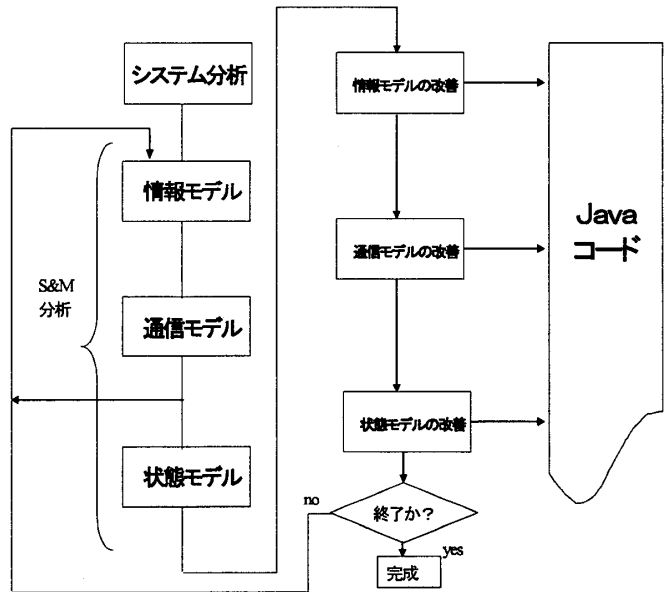 システム分析
情報モデル
S&M
分析
通信モデル
状態モデル
情報モデルの改善
通信モデルの改善
状態モデルの改善
no
終了か？
yes
完成
Java
コード